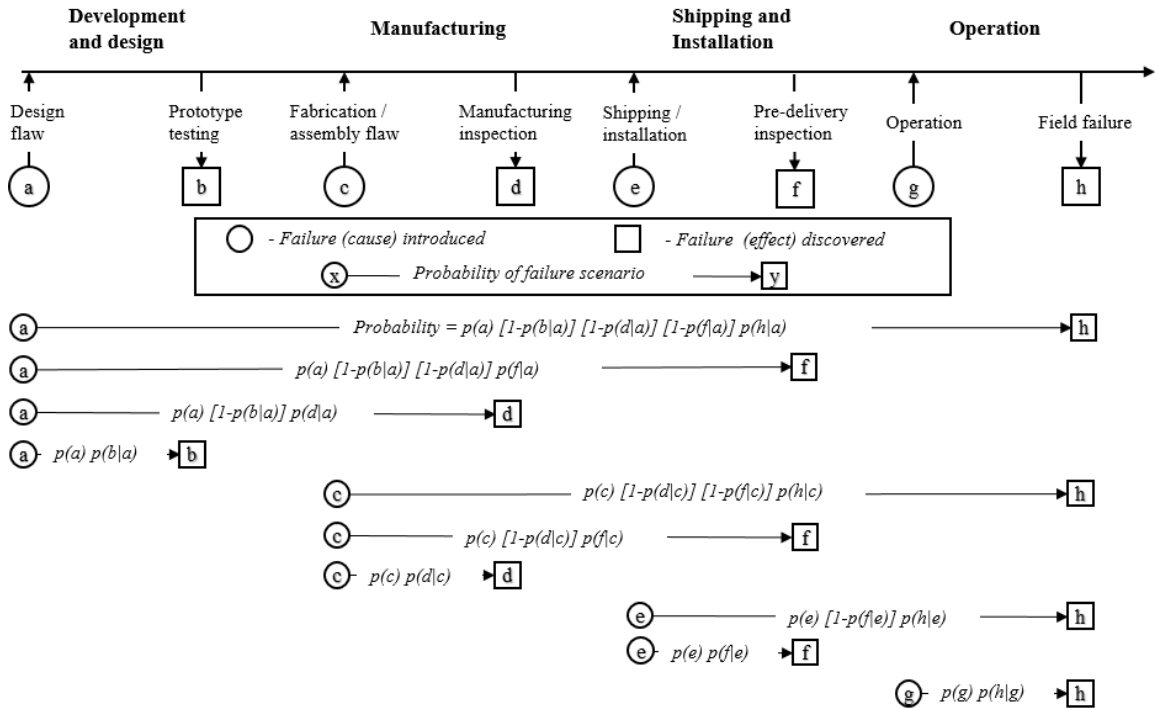 Development
and design
Manufacturing
Shipping and
Installation
Operation
Design
flaw
Prototype
testing
Fabrication /
assembly flaw
Manufacturing
inspection
Shipping /
installation
Pre-delivery
inspection
Operation
Field failure
a b c d e f g h
- Failure (cause) introduced
- Failure (effect) discovered
x Probability of failure scenario y
a Probability = p(a) [1-p(b|a)] [1-p(d|a)] [1-p(f|a)] p(h|a) h
a p(a) [1-p(b|a)] [1-p(d|a)] p(f|a) f
a p(a) [1-p(b|a)] p(d|a) d
a p(a) p(b|a) b
c p(c) [1-p(d|c)] [1-p(f|c)] p(h|c) h
c p(c) [1-p(d|c)] p(f|c) f
c p(c) p(d|c) d
e p(e) [1-p(f|e)] p(h|e) h
e p(e) p(f|e) f
g p(g) p(h|g) h